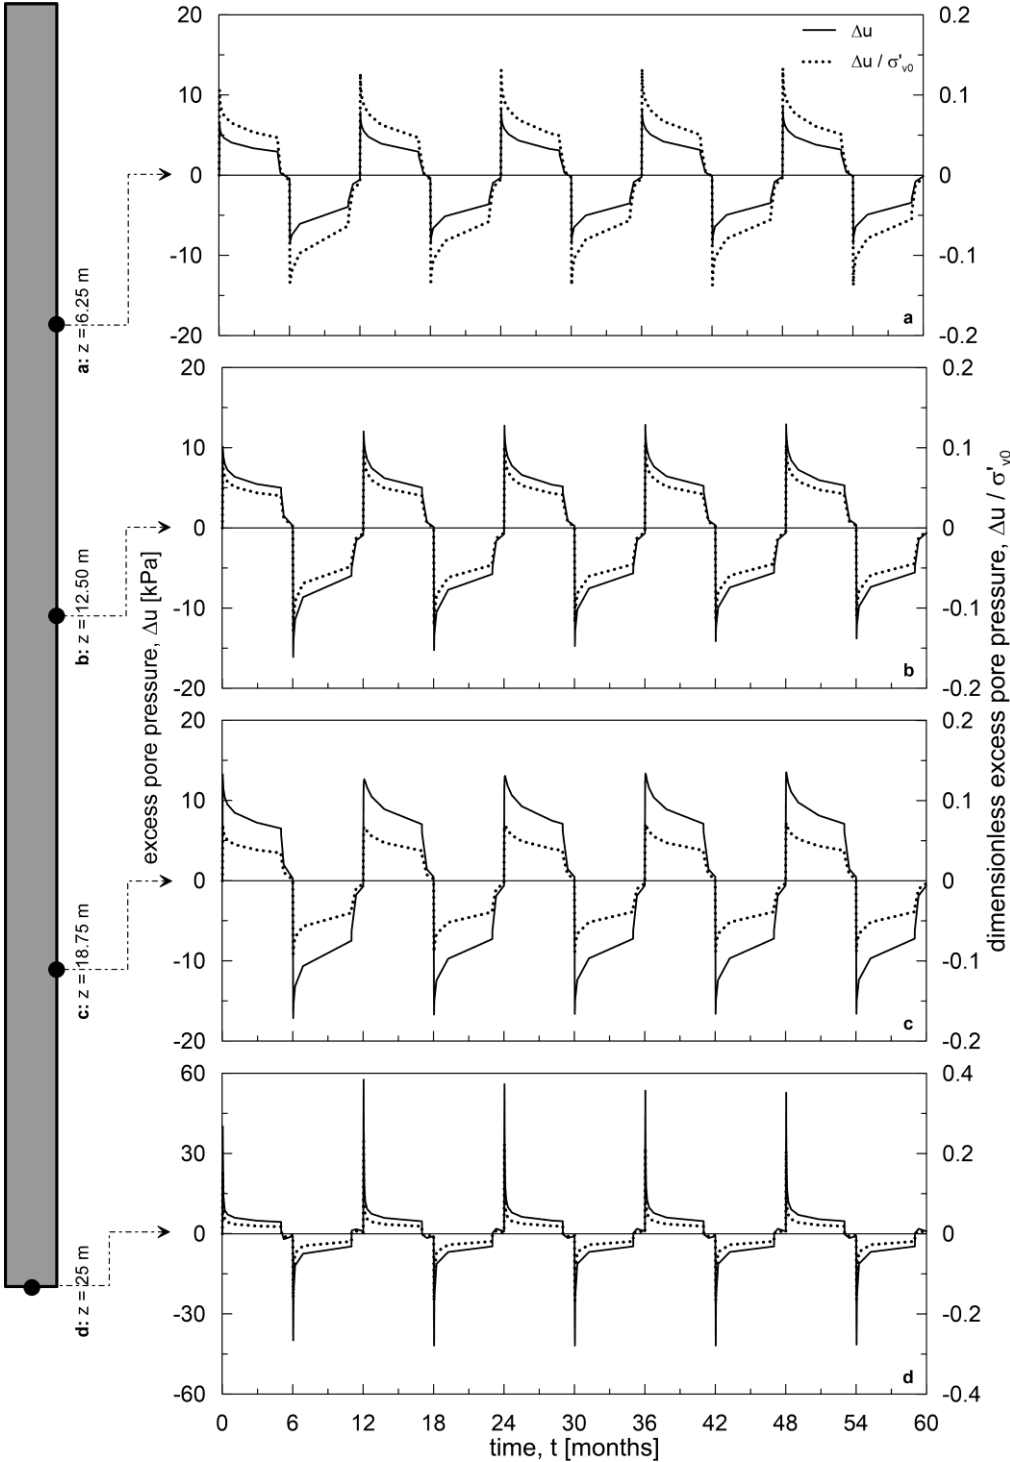 20
10
0
-10
-20
Δu
Δu / σ'v0
0.2
0.1
0
-0.1
-0.2
a
a: z = 6.25 m
20
10
0
-10
-20
0.2
0.1
0
-0.1
-0.2
b
b: z = 12.50 m
excess pore pressure, Δu [kPa]
dimensionless excess pore pressure, Δu / σ'v0
20
10
0
-10
-20
0.2
0.1
0
-0.1
-0.2
c
c: z = 18.75 m
60
30
0
-30
-60
0.4
0.2
0
-0.2
-0.4
d
d: z = 25 m
0 6 12 18 24 30 36 42 48 54 60
time, t [months]